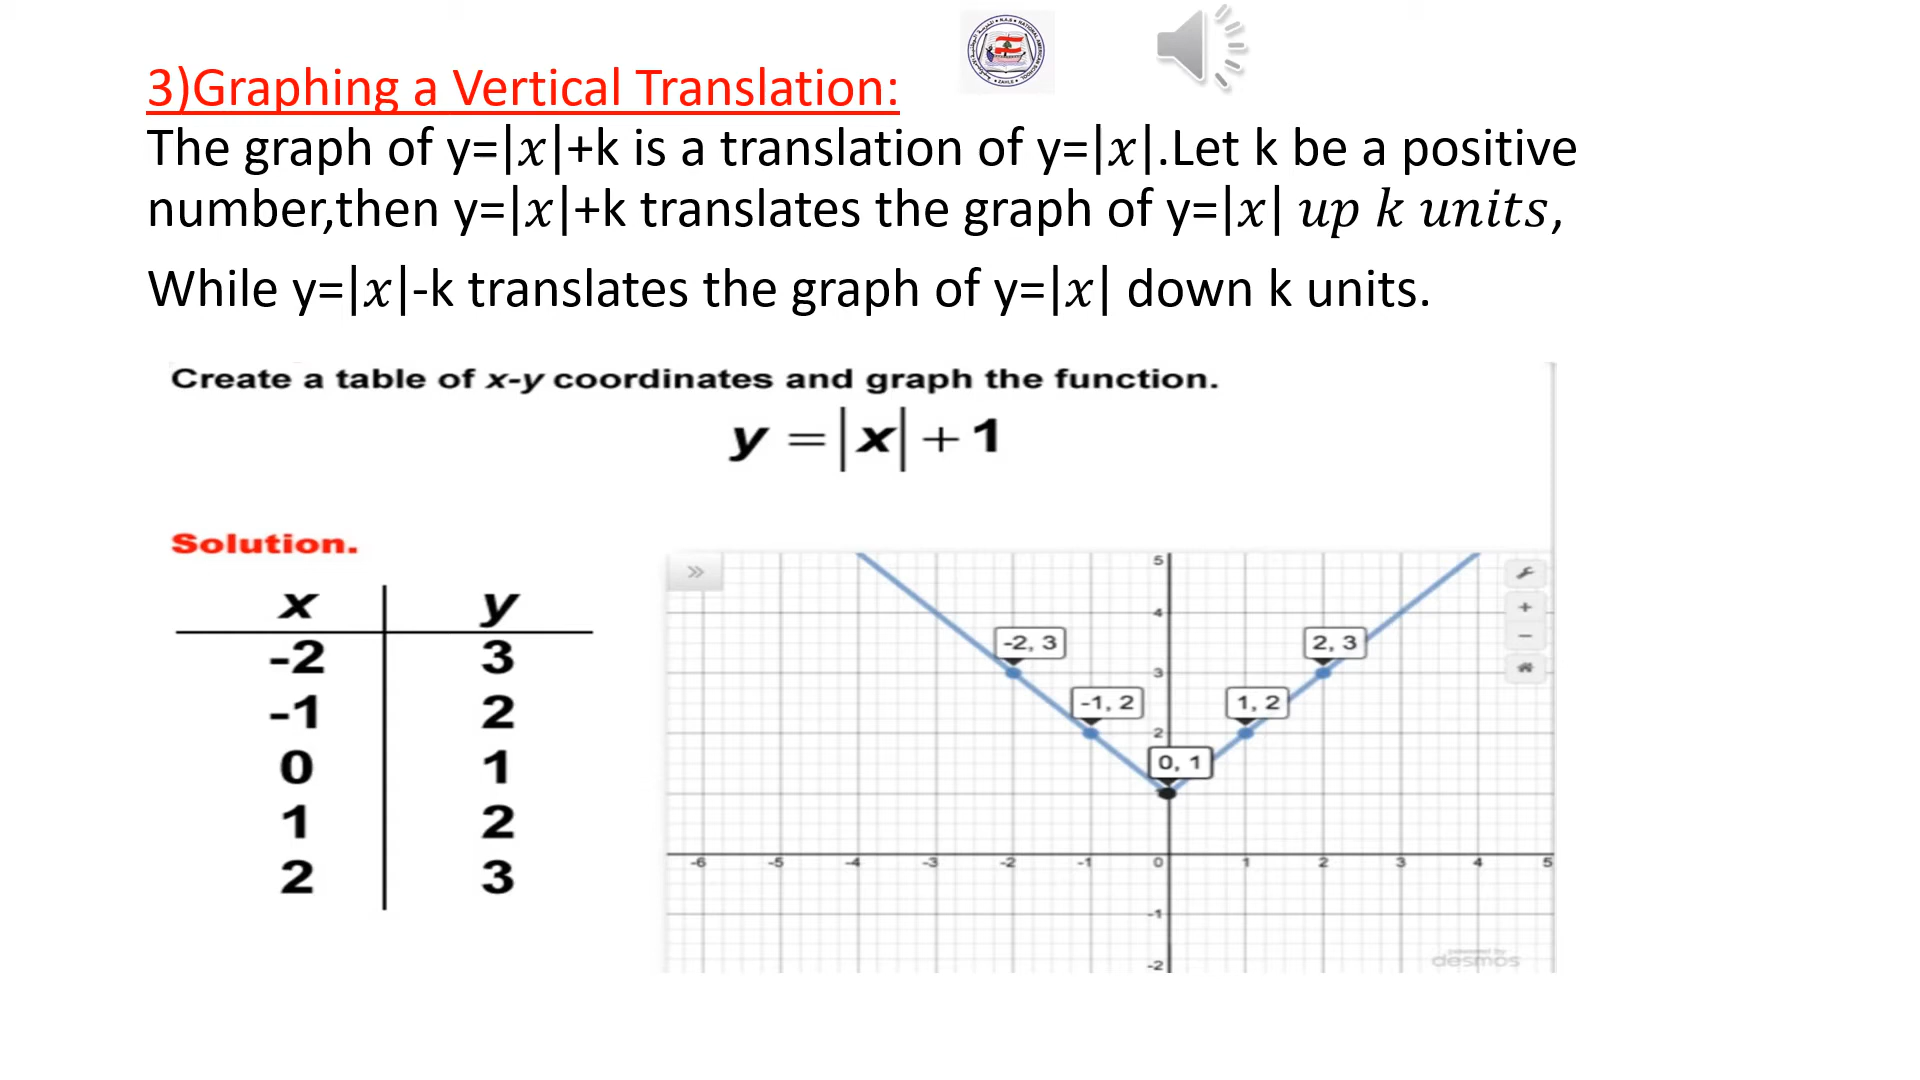 3)Graphing a Vertical Translation:
The graph of y=|x|+k is a translation of y=|x|.Let k be a positive
number,then y=|x|+k translates the graph of y=|x| up k units,
While y=|x|-k translates the graph of y=|x| down k units.
Create a table of x-y coordinates and graph the function.
y = |x| + 1
Solution.
x y
-2 3
-1 2
0 1
1 2
2 3
5
4
-2, 3 2, 3
3
-1, 2 1, 2
2
0, 1
-6 -5 -4 -3 -2 -1 0 1 2 3 4 5
-1
powered by
desmos
-2